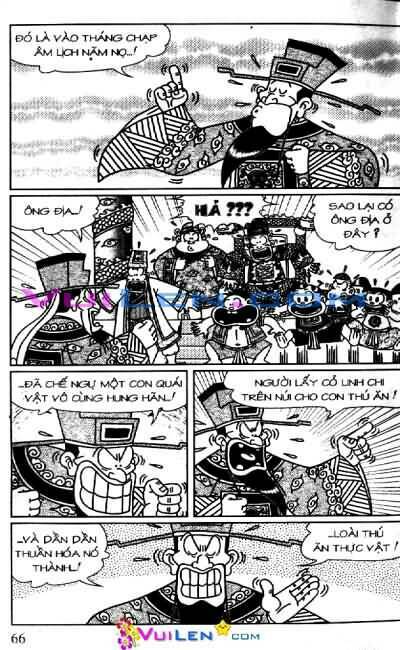 ĐÓ LÀ VÀO THÁNG CHẠP
ÂM LỊCH NĂM NỌ...!
ÔNG ĐỊA...!
HẢ ???
SAO LẠI CÓ
ÔNG ĐỊA Ở
ĐÂY ?
VUILEN.COM
...ĐÃ CHẾ NGỰ MỘT CON QUÁI
VẬT VÔ CÙNG HUNG HÃN...!
NGƯỜI LẤY CỎ LINH CHI
TRÊN NÚI CHO CON THÚ ĂN !
...VÀ DẦN DẦN
THUẦN HÓA NÓ
THÀNH...!
...LOÀI THÚ
ĂN THỰC VẬT !
66
VUILEN.COM